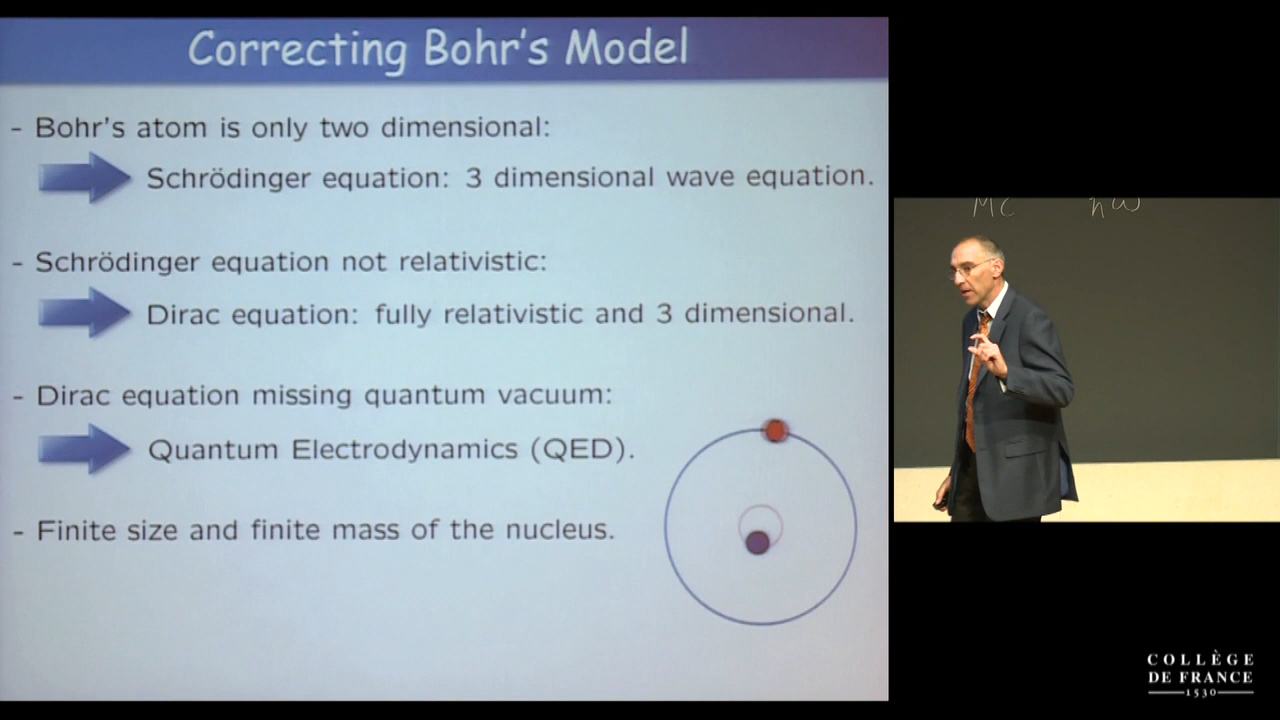 Correcting Bohr's Model
- Bohr's atom is only two dimensional:
Schrödinger equation: 3 dimensional wave equation.
- Schrödinger equation not relativistic:
Dirac equation: fully relativistic and 3 dimensional.
- Dirac equation missing quantum vacuum:
Quantum Electrodynamics (QED).
- Finite size and finite mass of the nucleus.
Mc ħω
COLLÈGE
DE FRANCE
1530